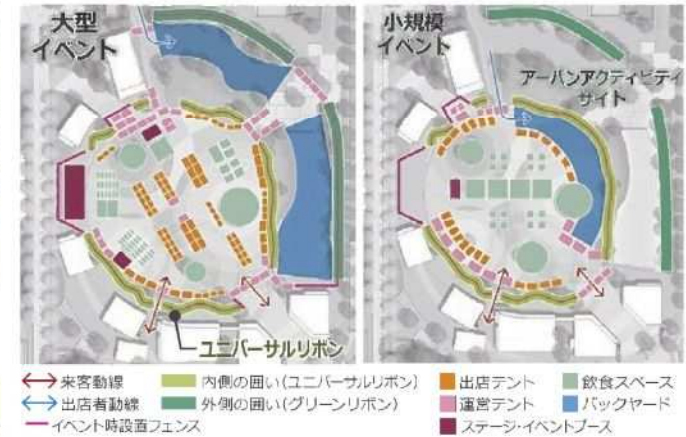 大型
イベント
小規模
イベント
アーバンアクティビティ
サイト
ユニバーサルリボン
来客動線
内側の囲い(ユニバーサルリボン)
出店テント
飲食スペース
出店者動線
外側の囲い(グリーンリボン)
運営テント
バックヤード
イベント時設置フェンス
ステージ・イベントブース